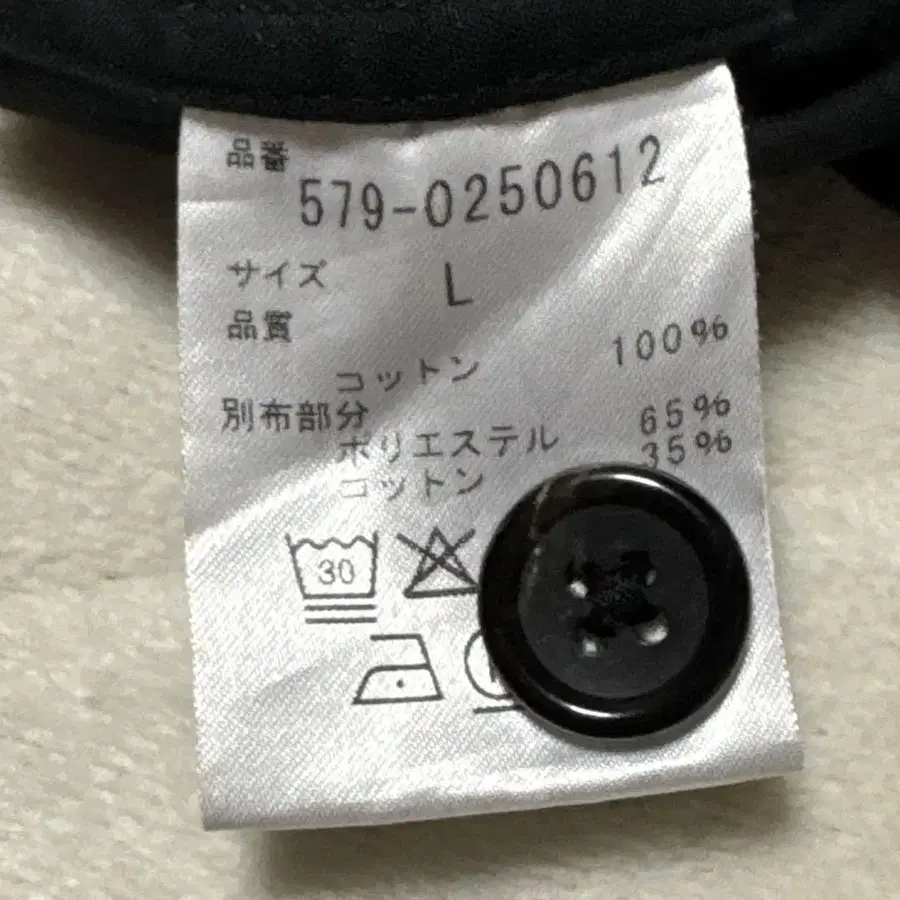 品番
579-0250612
サイズ L
品質
コットン 100%
別布部分
ポリエステル 65%
コットン 35%
30